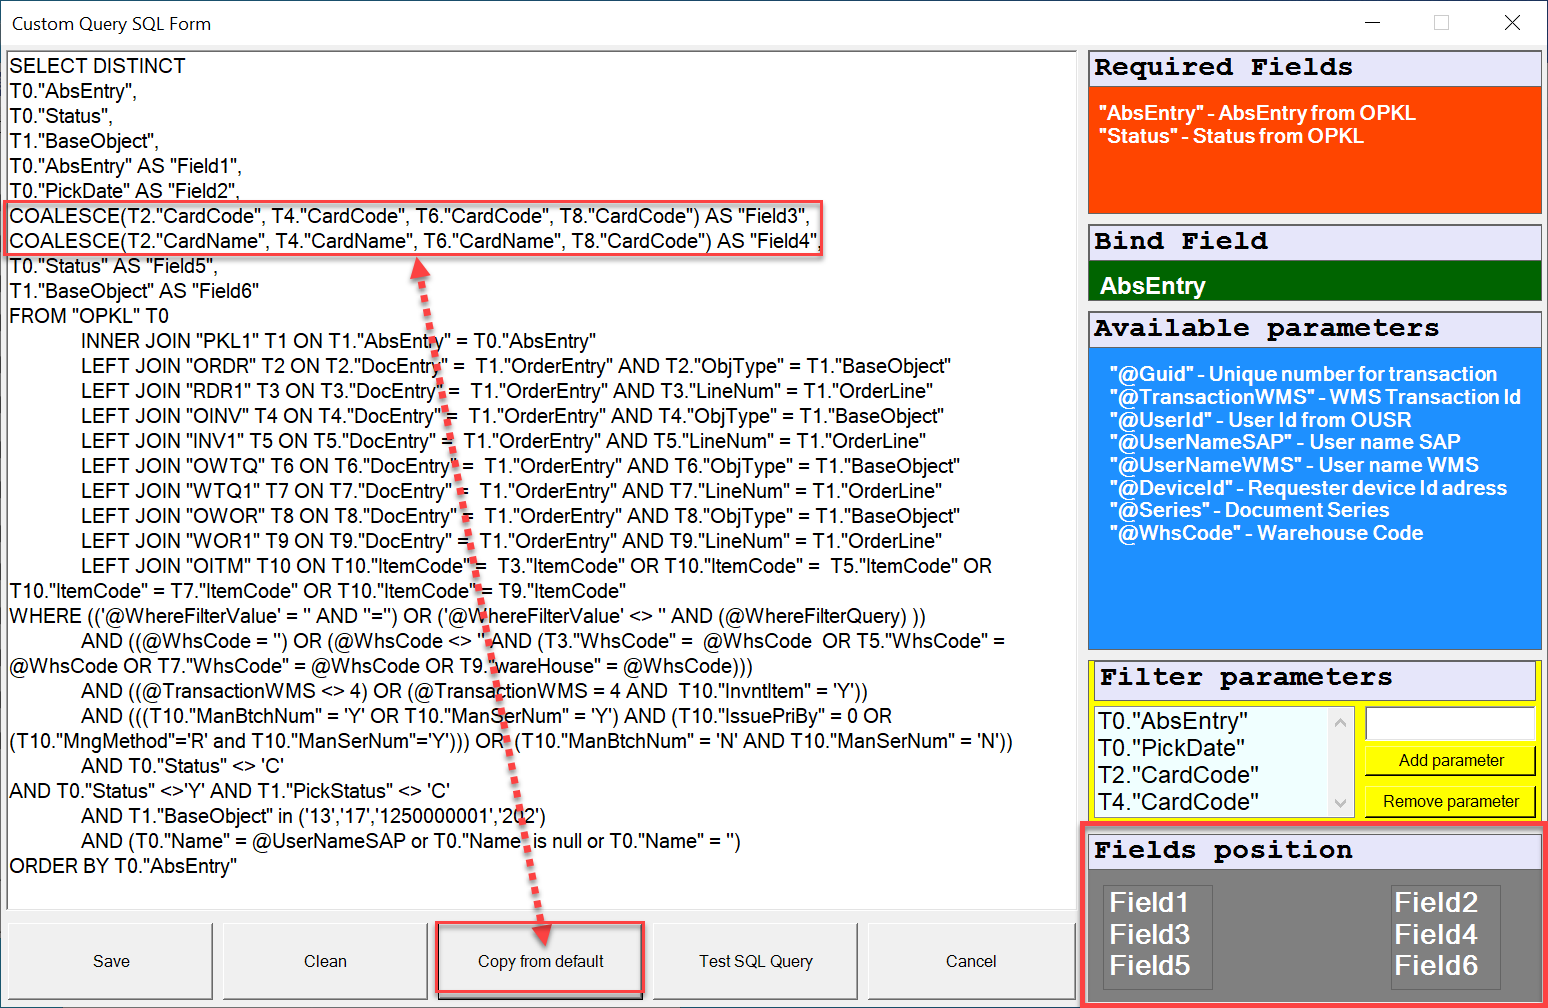 Custom Query SQL Form
SELECT DISTINCT
T0."AbsEntry",
T0."Status",
T1."BaseObject",
T0."AbsEntry" AS "Field1",
T0."PickDate" AS "Field2",
COALESCE(T2."CardCode", T4."CardCode", T6."CardCode", T8."CardCode") AS "Field3",
COALESCE(T2."CardName", T4."CardName", T6."CardName", T8."CardCode") AS "Field4",
T0."Status" AS "Field5",
T1."BaseObject" AS "Field6"
FROM "OPKL" T0
INNER JOIN "PKL1" T1 ON T1."AbsEntry" = T0."AbsEntry"
LEFT JOIN "ORDR" T2 ON T2."DocEntry" =  T1."OrderEntry" AND T2."ObjType" = T1."BaseObject"
LEFT JOIN "RDR1" T3 ON T3."DocEntry" =  T1."OrderEntry" AND T3."LineNum" = T1."OrderLine"
LEFT JOIN "OINV" T4 ON T4."DocEntry" =  T1."OrderEntry" AND T4."ObjType" = T1."BaseObject"
LEFT JOIN "INV1" T5 ON T5."DocEntry" =  T1."OrderEntry" AND T5."LineNum" = T1."OrderLine"
LEFT JOIN "OWTQ" T6 ON T6."DocEntry" =  T1."OrderEntry" AND T6."ObjType" = T1."BaseObject"
LEFT JOIN "WTQ1" T7 ON T7."DocEntry" =  T1."OrderEntry" AND T7."LineNum" = T1."OrderLine"
LEFT JOIN "OWOR" T8 ON T8."DocEntry" =  T1."OrderEntry" AND T8."ObjType" = T1."BaseObject"
LEFT JOIN "WOR1" T9 ON T9."DocEntry" =  T1."OrderEntry" AND T9."LineNum" = T1."OrderLine"
LEFT JOIN "OITM" T10 ON T10."ItemCode" =  T3."ItemCode" OR T10."ItemCode" =  T5."ItemCode" OR
T10."ItemCode" = T7."ItemCode" OR T10."ItemCode" = T9."ItemCode"
WHERE (('@WhereFilterValue' = '' AND ''='') OR ('@WhereFilterValue' <> '' AND (@WhereFilterQuery) ))
AND ((@WhsCode = '') OR (@WhsCode <> '' AND (T3."WhsCode" =  @WhsCode  OR T5."WhsCode" =
@WhsCode OR T7."WhsCode" = @WhsCode OR T9."wareHouse" = @WhsCode)))
AND ((@TransactionWMS <> 4) OR (@TransactionWMS = 4 AND  T10."InvntItem" = 'Y'))
AND (((T10."ManBtchNum" = 'Y' OR T10."ManSerNum" = 'Y') AND (T10."IssuePriBy" = 0 OR
(T10."MngMethod"='R' and T10."ManSerNum"='Y'))) OR  (T10."ManBtchNum" = 'N' AND T10."ManSerNum" = 'N'))
AND T0."Status" <> 'C'
AND T0."Status" <>'Y' AND T1."PickStatus" <> 'C'
AND T1."BaseObject" in ('13','17','1250000001','202')
AND (T0."Name" = @UserNameSAP or T0."Name" is null or T0."Name" = '')
ORDER BY T0."AbsEntry"
Save
Clean
Copy from default
Test SQL Query
Cancel
Required Fields
"AbsEntry" - AbsEntry from OPKL
"Status" - Status from OPKL
Bind Field
AbsEntry
Available parameters
"@Guid" - Unique number for transaction
"@TransactionWMS" - WMS Transaction Id
"@UserId" - User Id from OUSR
"@UserNameSAP" - User name SAP
"@UserNameWMS" - User name WMS
"@DeviceId" - Requester device Id adress
"@Series" - Document Series
"@WhsCode" - Warehouse Code
Filter parameters
T0."AbsEntry"
T0."PickDate"
T2."CardCode"
T4."CardCode"
Add parameter
Remove parameter
Fields position
Field1 Field2
Field3 Field4
Field5 Field6